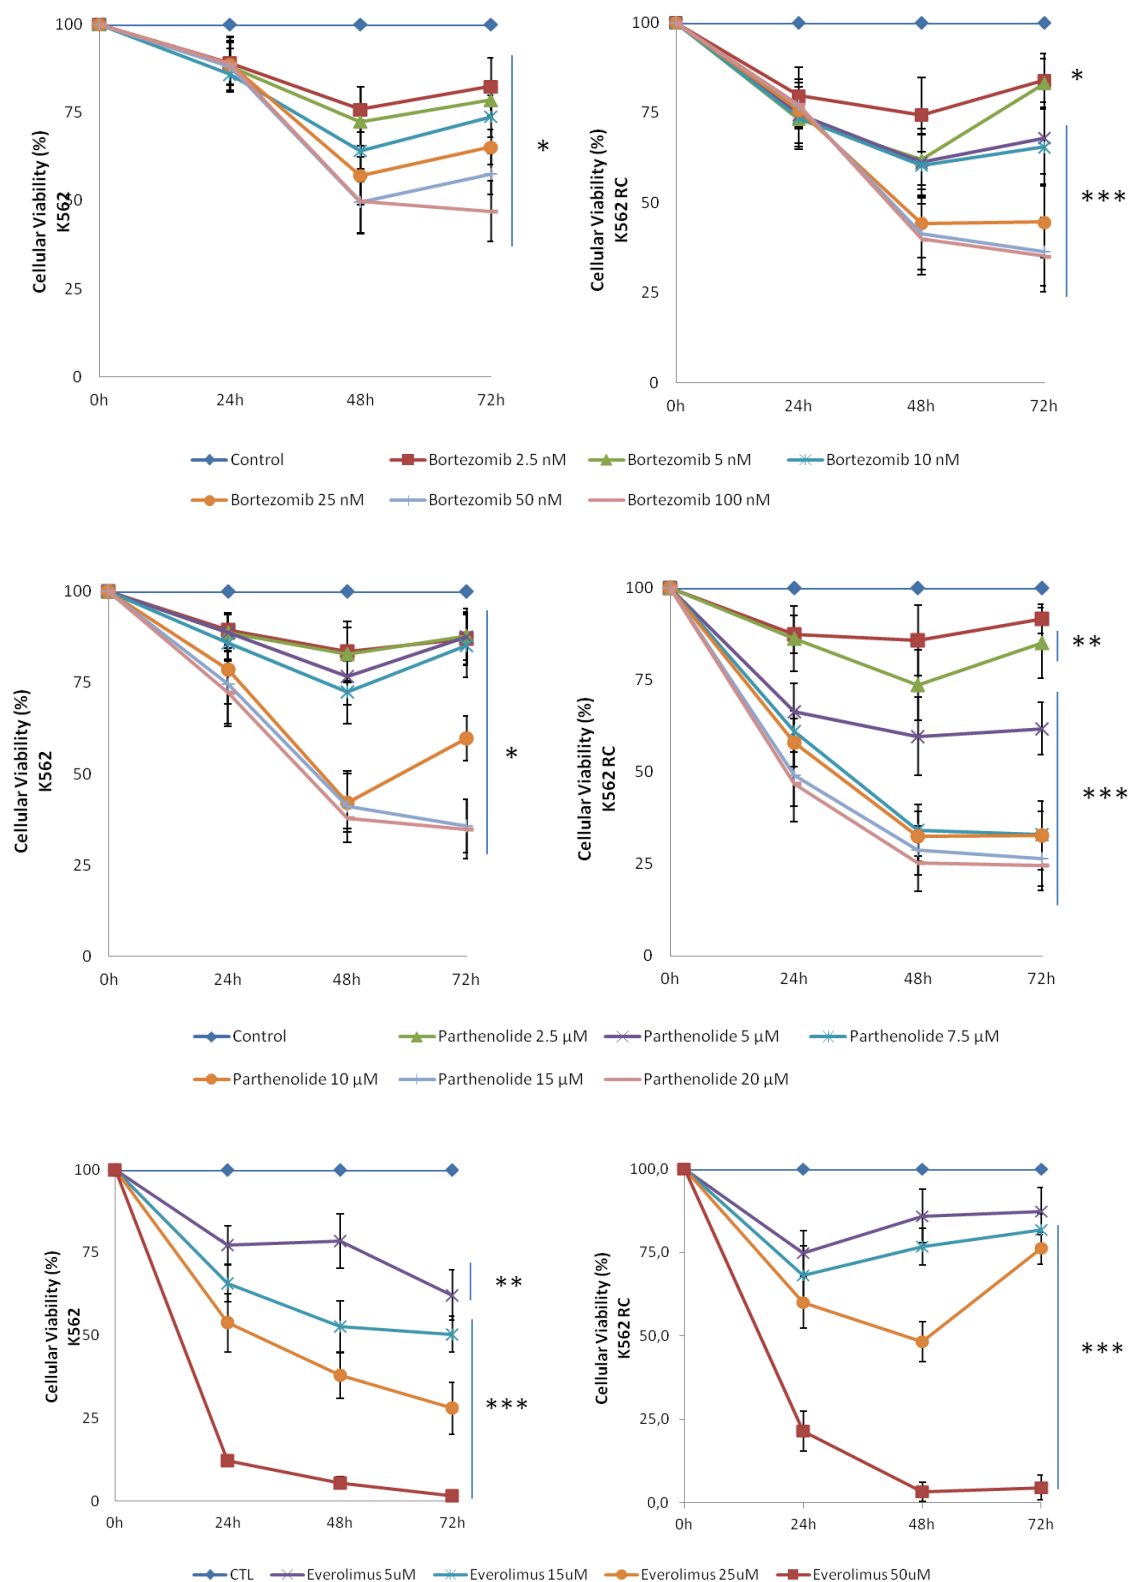 100
75
50
25
0
0h 24h 48h 72h
Cellular Viability (%)
K562
*
100
75
50
25
0
0h 24h 48h 72h
Cellular Viability (%)
K562 RC
*
***
Control Bortezomib 2.5 nM Bortezomib 5 nM Bortezomib 10 nM
Bortezomib 25 nM Bortezomib 50 nM Bortezomib 100 nM
100
75
50
25
0
0h 24h 48h 72h
Cellular Viability (%)
K562
*
100
75
50
25
0
0h 24h 48h 72h
Cellular Viability (%)
K562 RC
**
***
Control Parthenolide 2.5 µM Parthenolide 5 µM Parthenolide 7.5 µM
Parthenolide 10 µM Parthenolide 15 µM Parthenolide 20 µM
100
75
50
25
0
0h 24h 48h 72h
Cellular Viability (%)
K562
**
***
100,0
75,0
50,0
25,0
0,0
0h 24h 48h 72h
Cellular Viability (%)
K562 RC
***
CTL Everolimus 5uM Everolimus 15uM Everolimus 25uM Everolimus 50uM